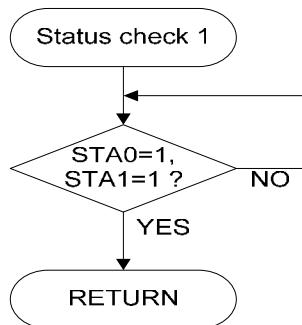 Status check 1
STA0=1,
STA1=1 ?
NO
YES
RETURN